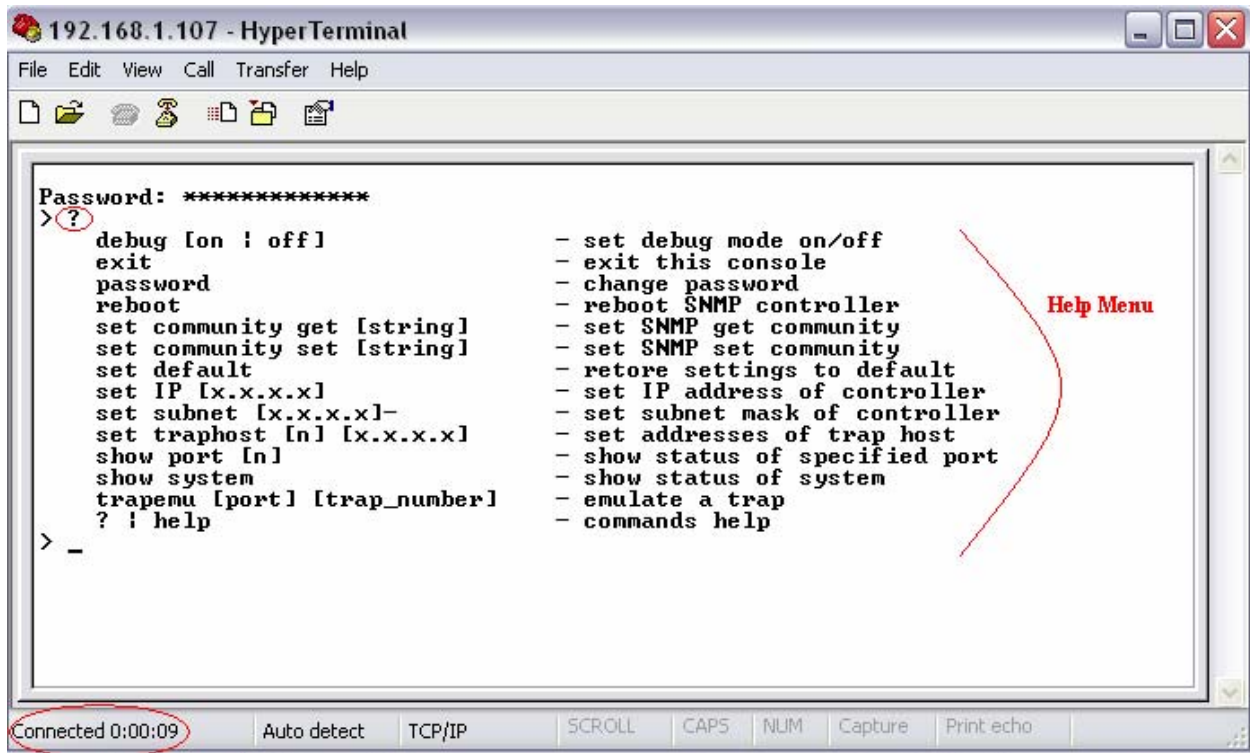 192.168.1.107 - HyperTerminal
File Edit View Call Transfer Help
Password: *************
>?
debug [on ¦ off] - set debug mode on/off
exit - exit this console
password - change password
reboot - reboot SNMP controller
set community get [string] - set SNMP get community
set community set [string] - set SNMP set community
set default - retore settings to default
set IP [x.x.x.x] - set IP address of controller
set subnet [x.x.x.x]- - set subnet mask of controller
set traphost [n] [x.x.x.x] - set addresses of trap host
show port [n] - show status of specified port
show system - show status of system
trapemu [port] [trap_number] - emulate a trap
? ¦ help - commands help
> _
Help Menu
Connected 0:00:09 Auto detect TCP/IP SCROLL CAPS NUM Capture Print echo